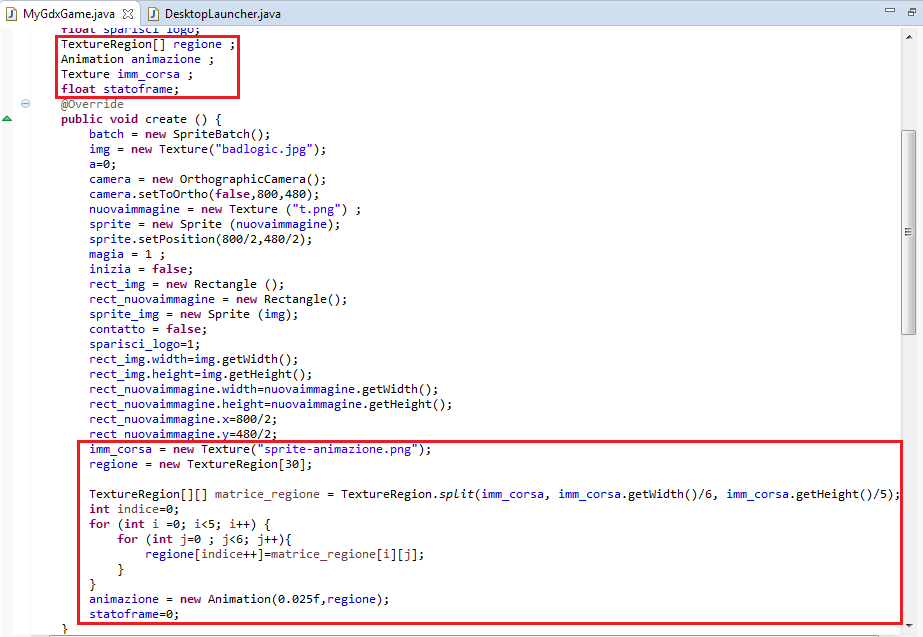 MyGdxGame.java DesktopLauncher.java
float sparisci_logo;
TextureRegion[] regione ;
Animation animazione ;
Texture imm_corsa ;
float statoframe;
@Override
public void create () {
batch = new SpriteBatch();
img = new Texture("badlogic.jpg");
a=0;
camera = new OrthographicCamera();
camera.setToOrtho(false,800,480);
nuovaimmagine = new Texture ("t.png") ;
sprite = new Sprite (nuovaimmagine);
sprite.setPosition(800/2,480/2);
magia = 1 ;
inizia = false;
rect_img = new Rectangle ();
rect_nuovaimmagine = new Rectangle();
sprite_img = new Sprite (img);
contatto = false;
sparisci_logo=1;
rect_img.width=img.getWidth();
rect_img.height=img.getHeight();
rect_nuovaimmagine.width=nuovaimmagine.getWidth();
rect_nuovaimmagine.height=nuovaimmagine.getHeight();
rect_nuovaimmagine.x=800/2;
rect_nuovaimmagine.y=480/2;
imm_corsa = new Texture("sprite-animazione.png");
regione = new TextureRegion[30];
TextureRegion[][] matrice_regione = TextureRegion.split(imm_corsa, imm_corsa.getWidth()/6, imm_corsa.getHeight()/5);
int indice=0;
for (int i =0; i<5; i++) {
for (int j=0 ; j<6; j++){
regione[indice++]=matrice_regione[i][j];
}
}
animazione = new Animation(0.025f,regione);
statoframe=0;
}